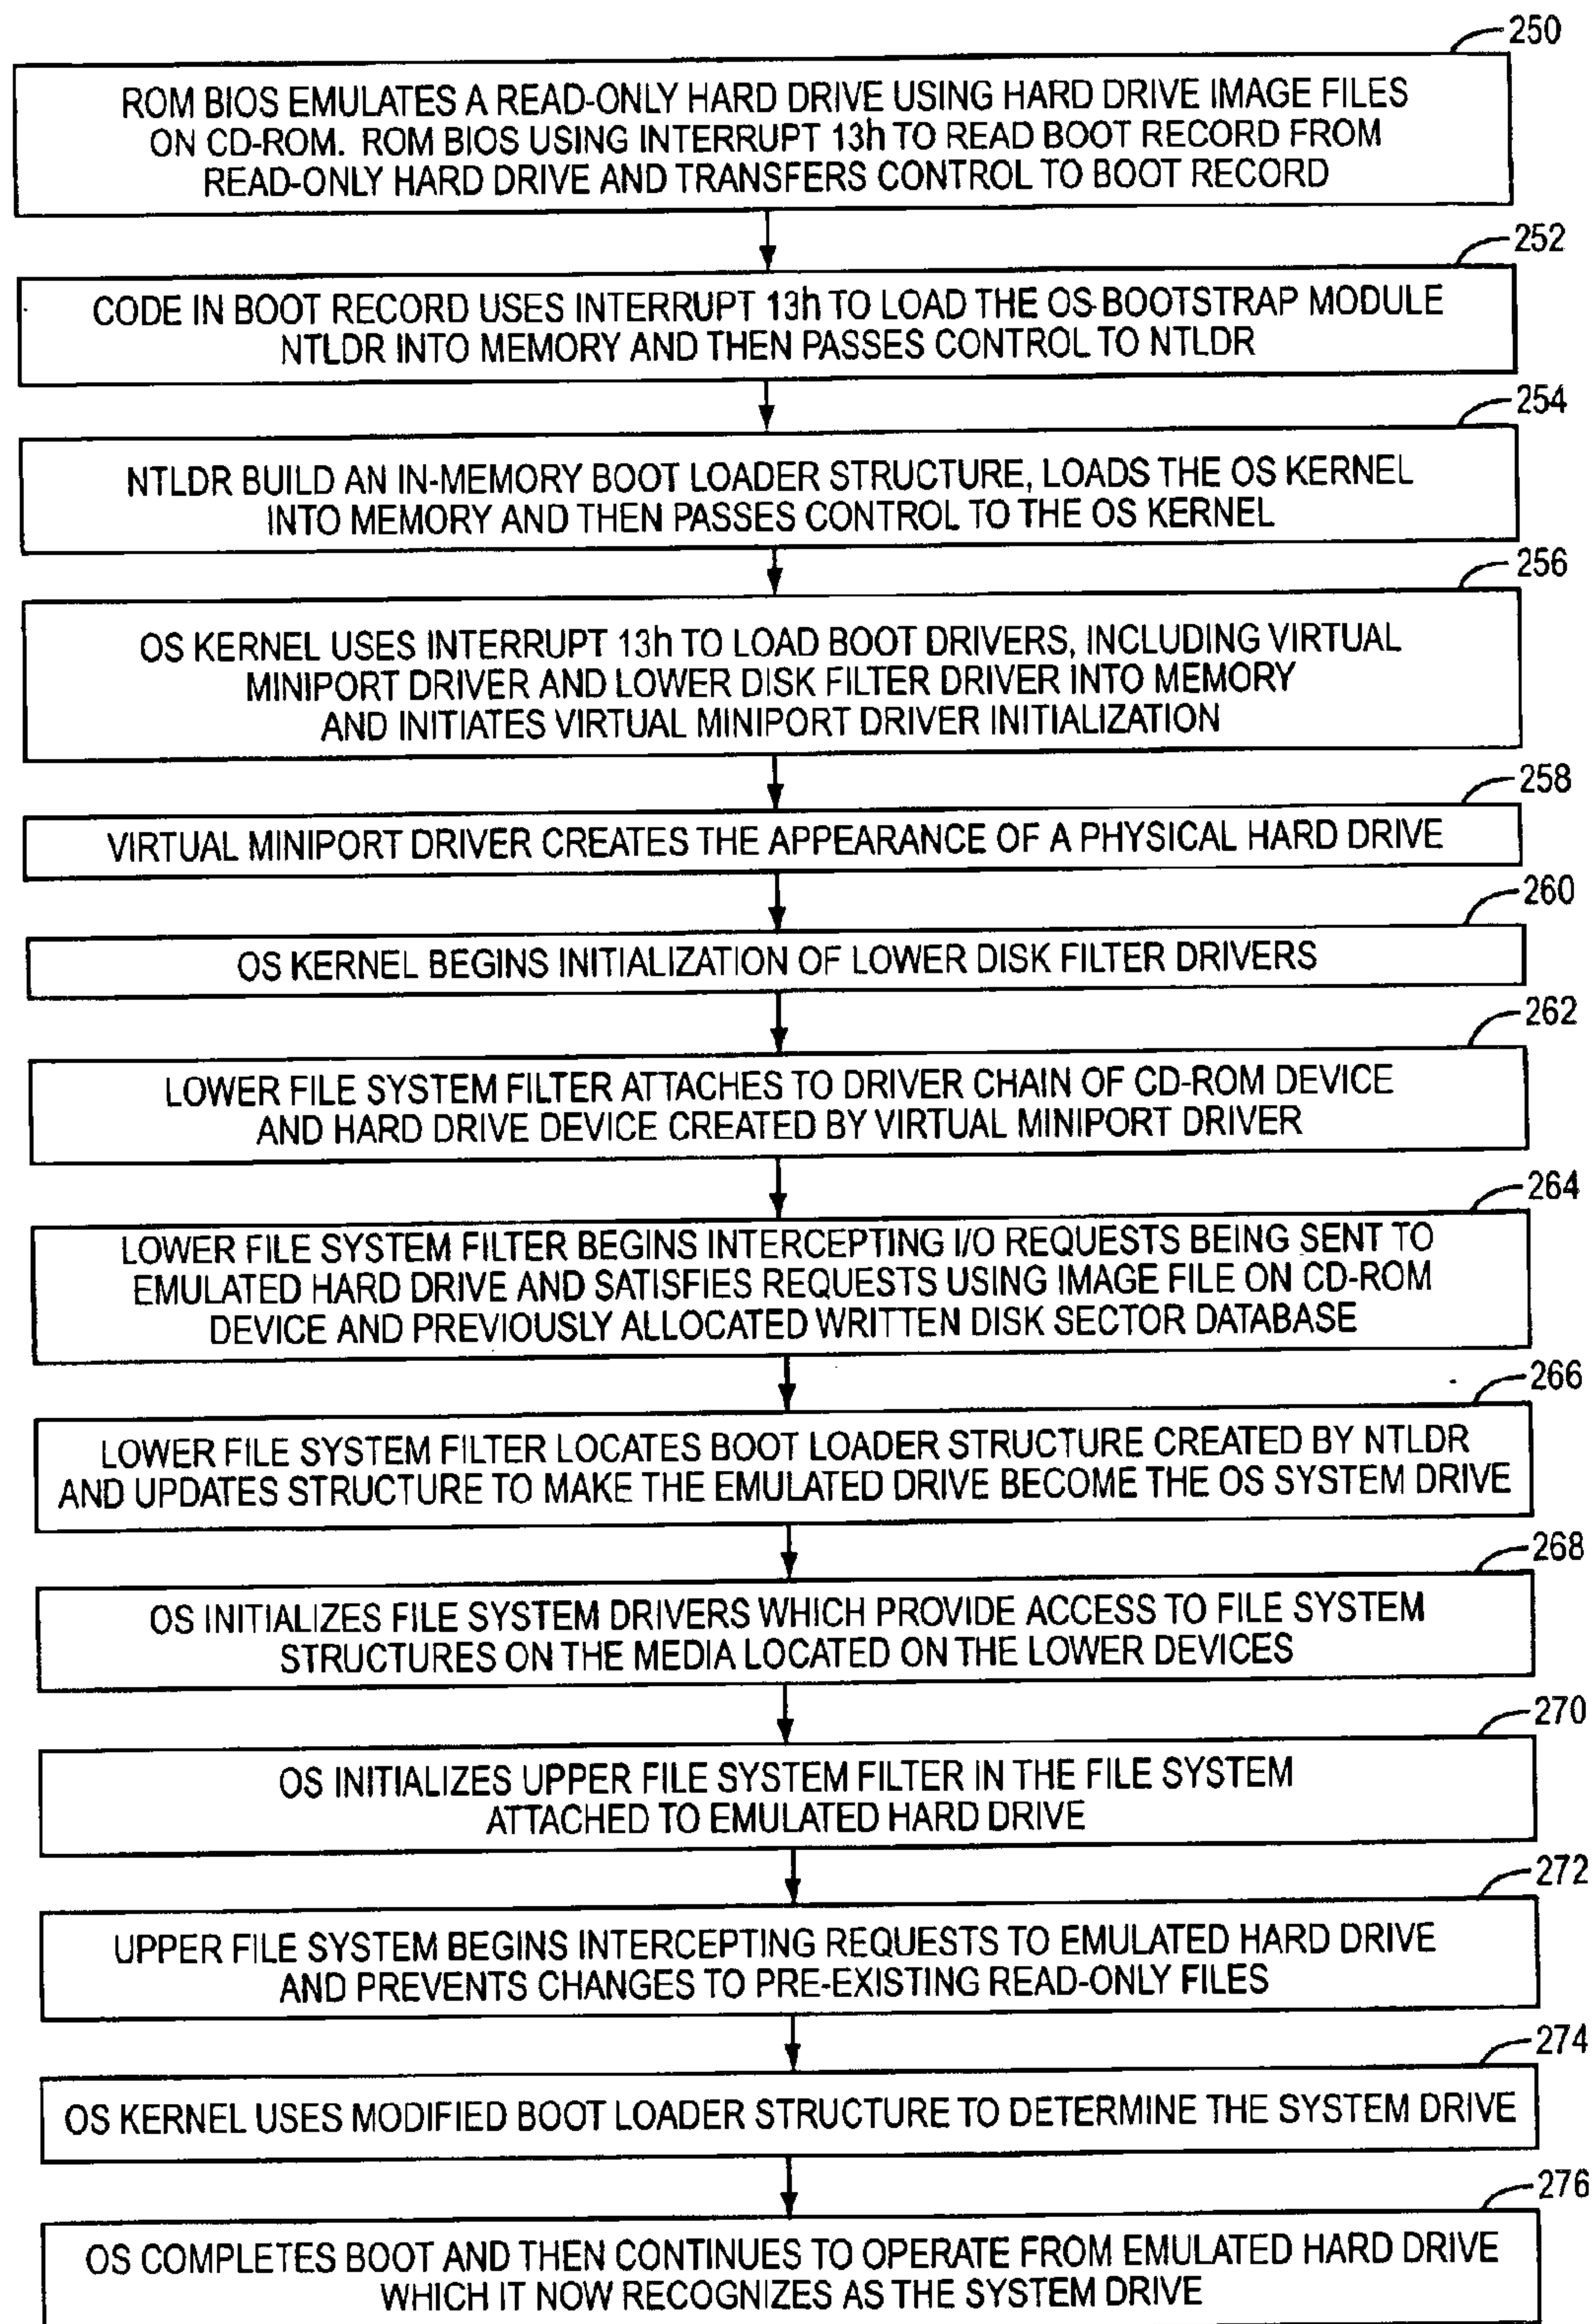 250
ROM BIOS EMULATES A READ-ONLY HARD DRIVE USING HARD DRIVE IMAGE FILES
ON CD-ROM. ROM BIOS USING INTERRUPT 13h TO READ BOOT RECORD FROM
READ-ONLY HARD DRIVE AND TRANSFERS CONTROL TO BOOT RECORD
252
CODE IN BOOT RECORD USES INTERRUPT 13h TO LOAD THE OS-BOOTSTRAP MODULE
NTLDR INTO MEMORY AND THEN PASSES CONTROL TO NTLDR
254
NTLDR BUILD AN IN-MEMORY BOOT LOADER STRUCTURE, LOADS THE OS KERNEL
INTO MEMORY AND THEN PASSES CONTROL TO THE OS KERNEL
256
OS KERNEL USES INTERRUPT 13h TO LOAD BOOT DRIVERS, INCLUDING VIRTUAL
MINIPORT DRIVER AND LOWER DISK FILTER DRIVER INTO MEMORY
AND INITIATES VIRTUAL MINIPORT DRIVER INITIALIZATION
258
VIRTUAL MINIPORT DRIVER CREATES THE APPEARANCE OF A PHYSICAL HARD DRIVE
260
OS KERNEL BEGINS INITIALIZATION OF LOWER DISK FILTER DRIVERS
262
LOWER FILE SYSTEM FILTER ATTACHES TO DRIVER CHAIN OF CD-ROM DEVICE
AND HARD DRIVE DEVICE CREATED BY VIRTUAL MINIPORT DRIVER
264
LOWER FILE SYSTEM FILTER BEGINS INTERCEPTING I/O REQUESTS BEING SENT TO
EMULATED HARD DRIVE AND SATISFIES REQUESTS USING IMAGE FILE ON CD-ROM
DEVICE AND PREVIOUSLY ALLOCATED WRITTEN DISK SECTOR DATABASE
266
LOWER FILE SYSTEM FILTER LOCATES BOOT LOADER STRUCTURE CREATED BY NTLDR
AND UPDATES STRUCTURE TO MAKE THE EMULATED DRIVE BECOME THE OS SYSTEM DRIVE
268
OS INITIALIZES FILE SYSTEM DRIVERS WHICH PROVIDE ACCESS TO FILE SYSTEM
STRUCTURES ON THE MEDIA LOCATED ON THE LOWER DEVICES
270
OS INITIALIZES UPPER FILE SYSTEM FILTER IN THE FILE SYSTEM
ATTACHED TO EMULATED HARD DRIVE
272
UPPER FILE SYSTEM BEGINS INTERCEPTING REQUESTS TO EMULATED HARD DRIVE
AND PREVENTS CHANGES TO PRE-EXISTING READ-ONLY FILES
274
OS KERNEL USES MODIFIED BOOT LOADER STRUCTURE TO DETERMINE THE SYSTEM DRIVE
276
OS COMPLETES BOOT AND THEN CONTINUES TO OPERATE FROM EMULATED HARD DRIVE
WHICH IT NOW RECOGNIZES AS THE SYSTEM DRIVE